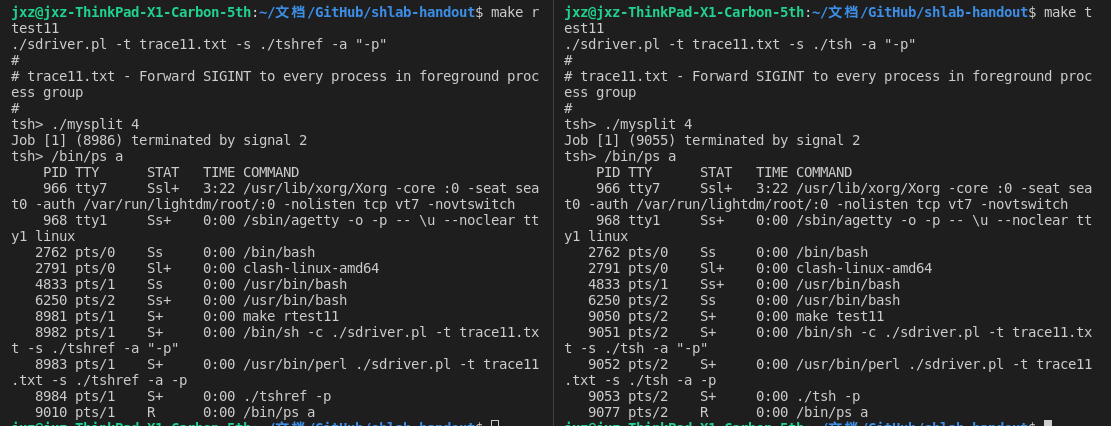 jxz@jxz-ThinkPad-X1-Carbon-5th:~/文档/GitHub/shlab-handout$ make r
test11
./sdriver.pl -t trace11.txt -s ./tshref -a "-p"
#
# trace11.txt - Forward SIGINT to every process in foreground proc
ess group
#
tsh> ./mysplit 4
Job [1] (8986) terminated by signal 2
tsh> /bin/ps a
    PID TTY      STAT   TIME COMMAND
    966 tty7     Ssl+   3:22 /usr/lib/xorg/Xorg -core :0 -seat sea
t0 -auth /var/run/lightdm/root/:0 -nolisten tcp vt7 -novtswitch
    968 tty1     Ss+    0:00 /sbin/agetty -o -p -- \u --noclear tt
y1 linux
   2762 pts/0    Ss     0:00 /bin/bash
   2791 pts/0    Sl+    0:00 clash-linux-amd64
   4833 pts/1    Ss     0:00 /usr/bin/bash
   6250 pts/2    Ss+    0:00 /usr/bin/bash
   8981 pts/1    S+     0:00 make rtest11
   8982 pts/1    S+     0:00 /bin/sh -c ./sdriver.pl -t trace11.tx
t -s ./tshref -a "-p"
   8983 pts/1    S+     0:00 /usr/bin/perl ./sdriver.pl -t trace11
.txt -s ./tshref -a -p
   8984 pts/1    S+     0:00 ./tshref -p
   9010 pts/1    R      0:00 /bin/ps a
jxz@jxz-ThinkPad-X1-Carbon-5th:~/文档/GitHub/shlab-handout$
jxz@jxz-ThinkPad-X1-Carbon-5th:~/文档/GitHub/shlab-handout$ make t
est11
./sdriver.pl -t trace11.txt -s ./tsh -a "-p"
#
# trace11.txt - Forward SIGINT to every process in foreground proc
ess group
#
tsh> ./mysplit 4
Job [1] (9055) terminated by signal 2
tsh> /bin/ps a
    PID TTY      STAT   TIME COMMAND
    966 tty7     Ssl+   3:22 /usr/lib/xorg/Xorg -core :0 -seat sea
t0 -auth /var/run/lightdm/root/:0 -nolisten tcp vt7 -novtswitch
    968 tty1     Ss+    0:00 /sbin/agetty -o -p -- \u --noclear tt
y1 linux
   2762 pts/0    Ss     0:00 /bin/bash
   2791 pts/0    Sl+    0:00 clash-linux-amd64
   4833 pts/1    Ss+    0:00 /usr/bin/bash
   6250 pts/2    Ss     0:00 /usr/bin/bash
   9050 pts/2    S+     0:00 make test11
   9051 pts/2    S+     0:00 /bin/sh -c ./sdriver.pl -t trace11.tx
t -s ./tsh -a "-p"
   9052 pts/2    S+     0:00 /usr/bin/perl ./sdriver.pl -t trace11
.txt -s ./tsh -a -p
   9053 pts/2    S+     0:00 ./tsh -p
   9077 pts/2    R      0:00 /bin/ps a
jxz@jxz-ThinkPad-X1-Carbon-5th:~/文档/GitHub/shlab-handout$